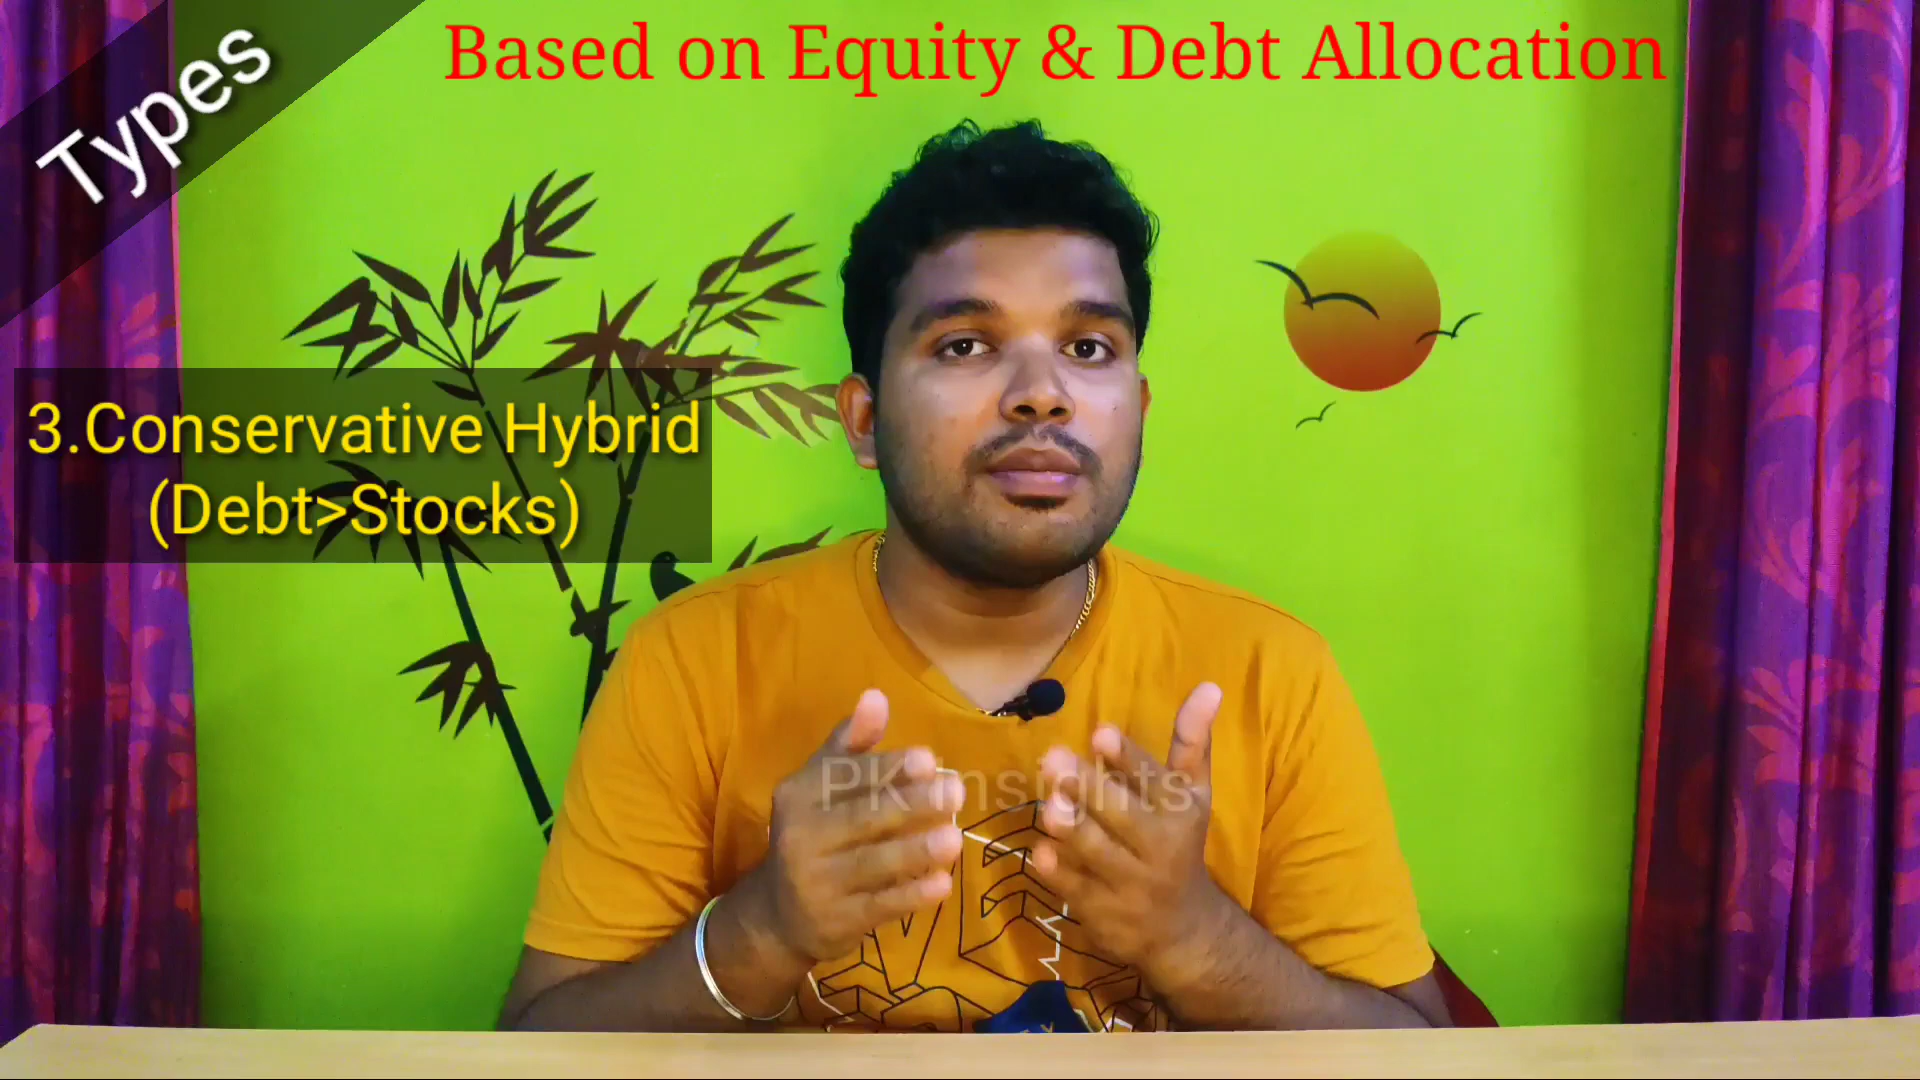 Types
Based on Equity & Debt Allocation
3.Conservative Hybrid
(Debt>Stocks)
PK Insights